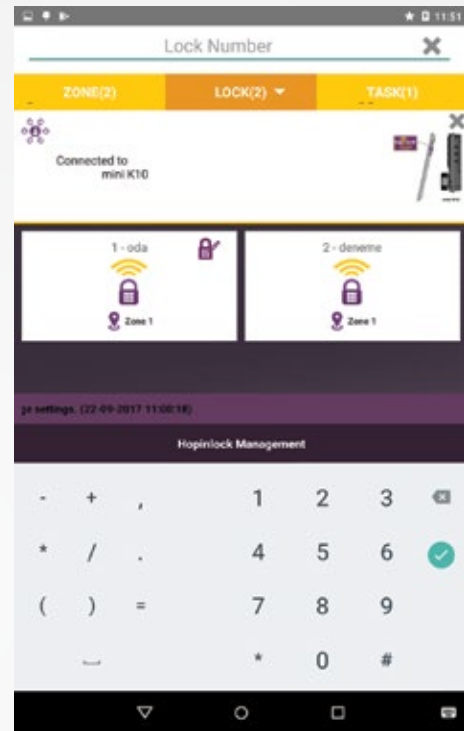 11:51
Lock Number
ZONE(2) LOCK(2) TASK(1)
Connected to
mini K10
1 - oda
Zone 1
2 - deneme
Zone 1
ge settings. (22-09-2017 11:00:18)
Hopinlock Management
- + , 1 2 3
* / . 4 5 6
( ) = 7 8 9
* 0 #